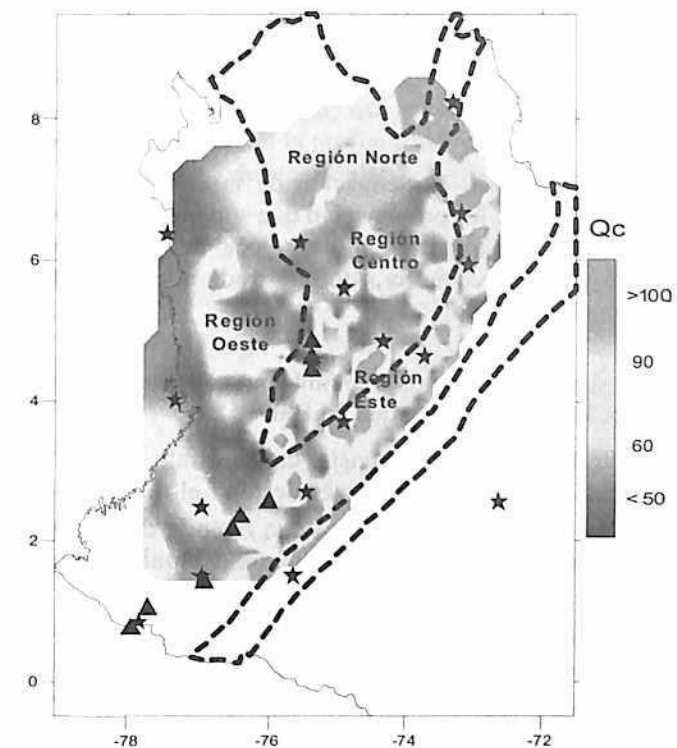 8
6
4
2
0
-78
-76
-74
-72
Región Norte
Región
Centro
Región
Oeste
Región
Este
Qc
>100
90
60
<50